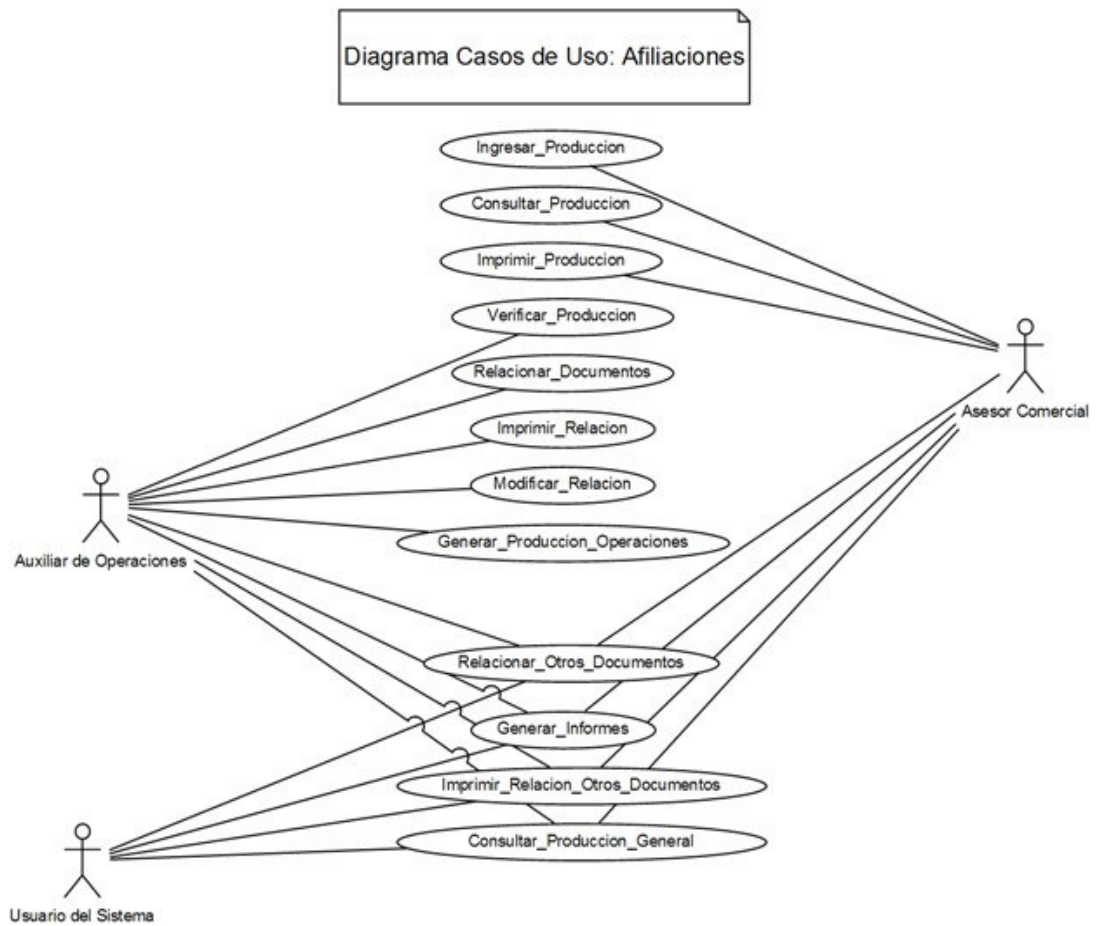 Diagrama Casos de Uso: Afiliaciones
Ingresar_Produccion
Consultar_Produccion
Imprimir_Produccion
Verificar_Produccion
Relacionar_Documentos
Asesor Comercial
Imprimir_Relacion
Modificar_Relacion
Generar_Produccion_Operaciones
Auxiliar de Operaciones
Relacionar_Otros_Documentos
Generar_Informes
Imprimir_Relacion_Otros_Documentos
Consultar_Produccion_General
Usuario del Sistema